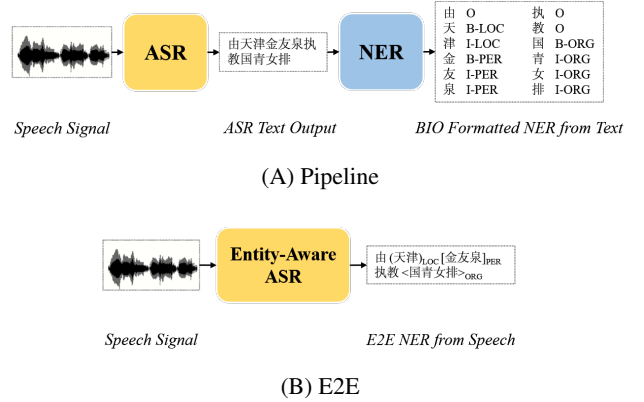 ASR
由天津金友泉执
教国青女排
NER
由 O
天 B-LOC
津 I-LOC
金 B-PER
友 I-PER
泉 I-PER
执 O
教 O
国 B-ORG
青 I-ORG
女 I-ORG
排 I-ORG
Speech Signal
ASR Text Output
BIO Formatted NER from Text
(A) Pipeline
Entity-Aware
ASR
由 (天津)LOC [金友泉]PER
执教 <国青女排>ORG
Speech Signal
E2E NER from Speech
(B) E2E